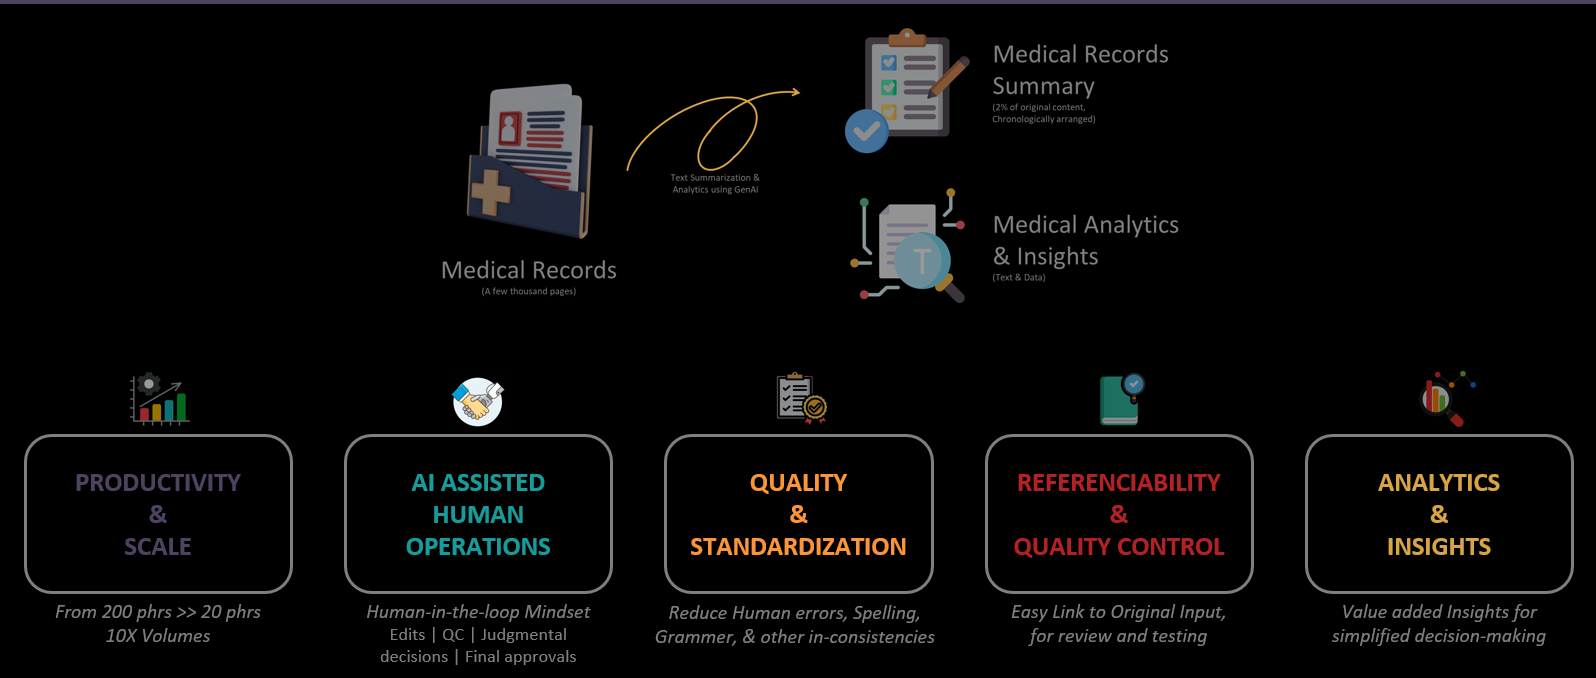 Medical Records
Summary
(2% of original content,
Chronologically arranged)
Text Summarization &
Analytics using GenAI
Medical Records
(A few thousand pages)
T
Medical Analytics
& Insights
(Text & Data)
PRODUCTIVITY
&
SCALE
From 200 phrs >> 20 phrs
10X Volumes
AI ASSISTED
HUMAN
OPERATIONS
Human-in-the-loop Mindset
Edits | QC | Judgmental
decisions | Final approvals
QUALITY
&
STANDARDIZATION
Reduce Human errors, Spelling,
Grammer, & other in-consistencies
REFERENCIABILITY
&
QUALITY CONTROL
Easy Link to Original Input,
for review and testing
ANALYTICS
&
INSIGHTS
Value added Insights for
simplified decision-making